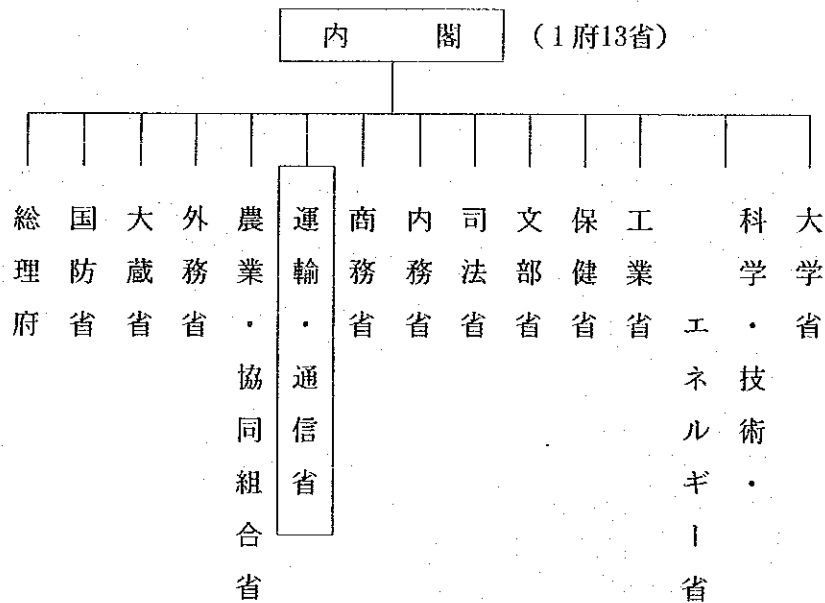 内閣 (1府13省)
総理府
国防省
大蔵省
外務省
農業・協同組合省
運輸・通信省
商務省
内務省
司法省
文部省
保健省
工業省
科学・技術・
エネルギー省
大学省